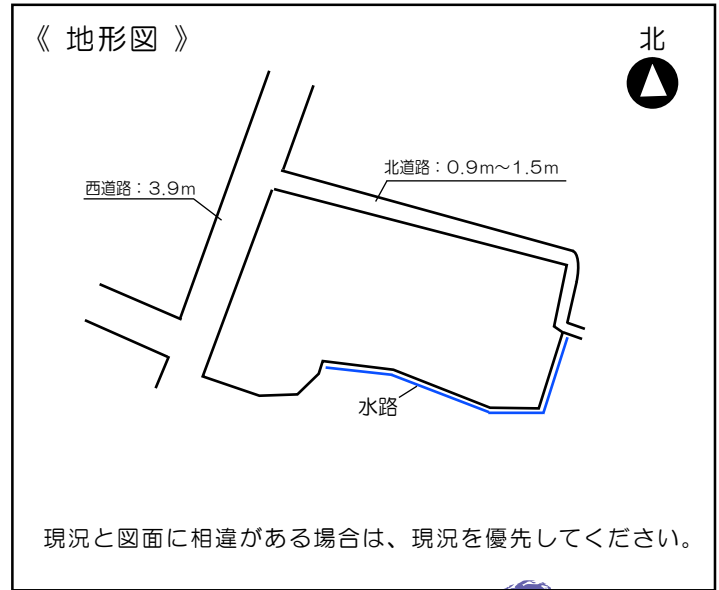 《 地形図 》
北
北道路：0.9m～1.5m
西道路：3.9m
水路
現況と図面に相違がある場合は、現況を優先してください。